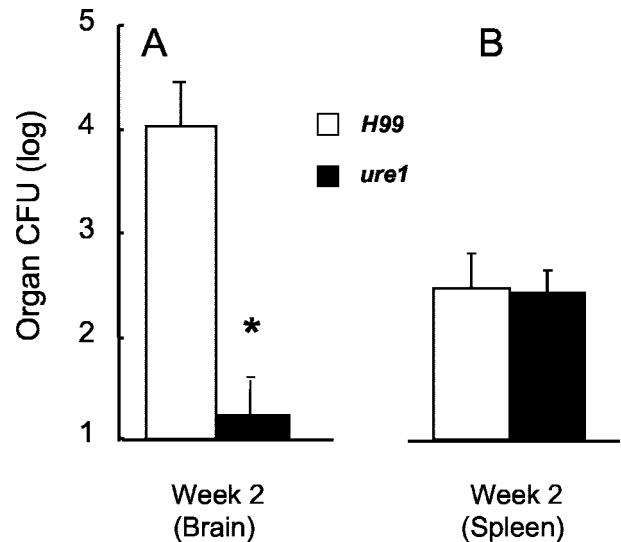 A
B
5
4
3
2
1
Organ CFU (log)
H99
ure1
*
Week 2
(Brain)
Week 2
(Spleen)